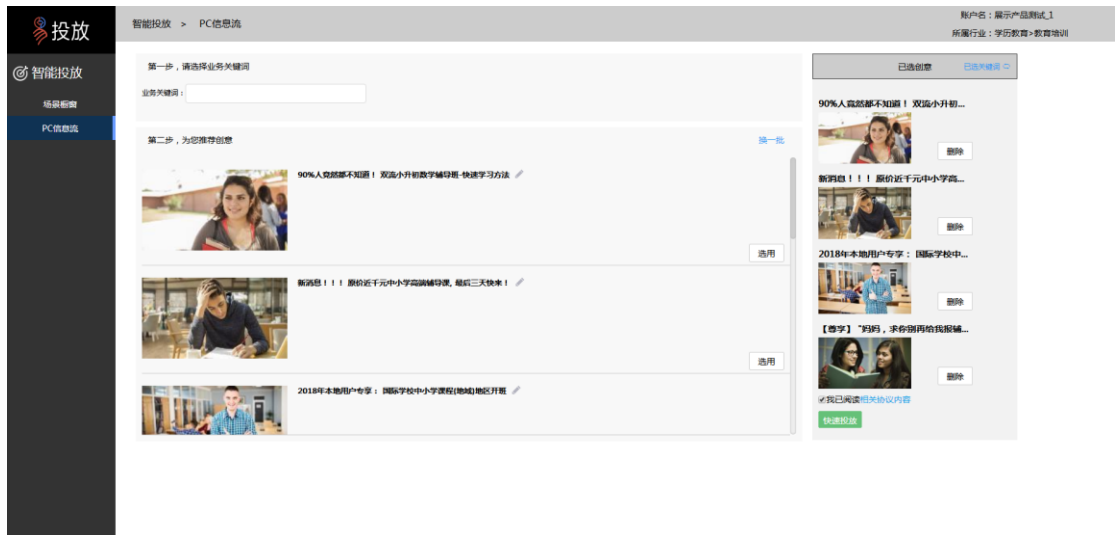 投放
智能投放 > PC信息流
账户名：展示产品测试_1
所属行业：学历教育>教育培训
智能投放
场景橱窗
PC信息流
第一步，请选择业务关键词
业务关键词：
第二步，为您推荐创意
换一批
90%人竟然都不知道！ 双流小升初数学辅导班-快速学习方法
选用
新消息！！！ 原价近千元中小学高端辅导课, 最后三天快来！
选用
2018年本地用户专享： 国际学校中小学课程(地域)地区开班
已选创意
已选关键词
90%人竟然都不知道！ 双流小升初...
删除
新消息！！！ 原价近千元中小学高...
删除
2018年本地用户专享： 国际学校中...
删除
【尊享】 "妈妈，求你别再给我报辅...
删除
我已阅读相关协议内容
快速投放